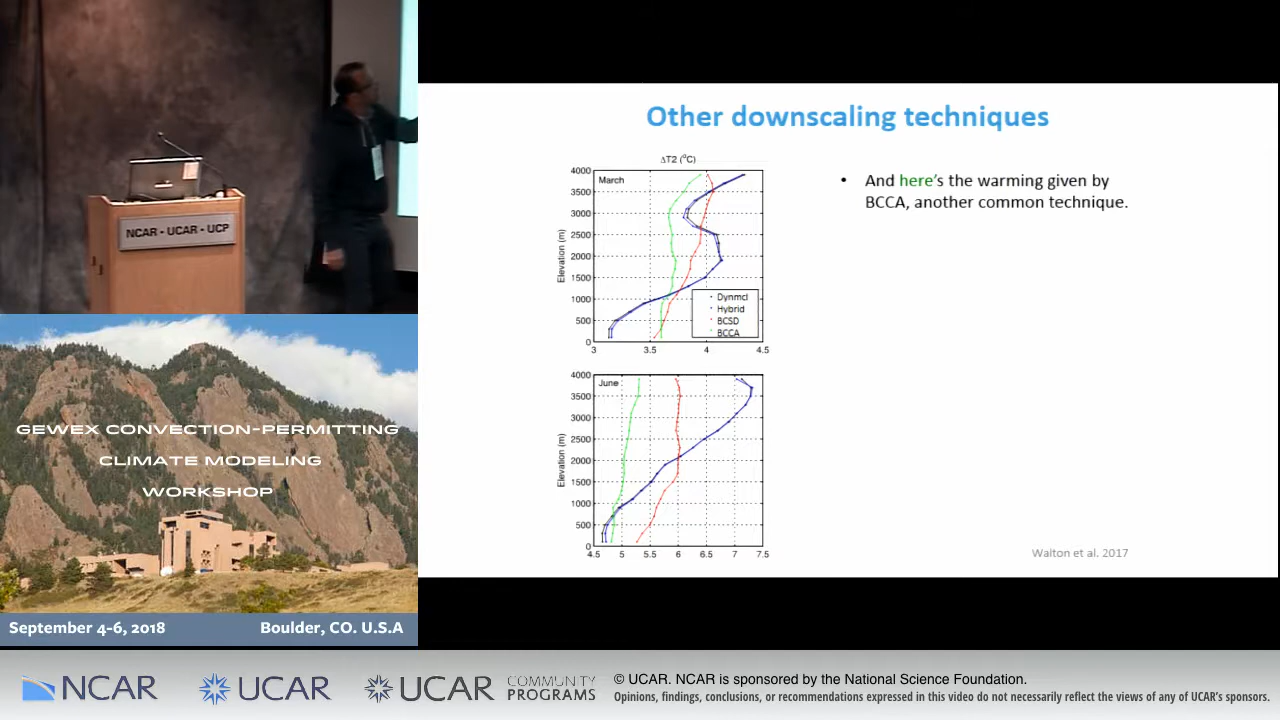 NCAR • UCAR • UCP
GEWEX CONVECTION-PERMITTING
CLIMATE MODELING
WORKSHOP
September 4-6, 2018
Boulder, CO. U.S.A
Other downscaling techniques
ΔT2 (°C)
March
4000
3500
3000
2500
2000
1500
1000
500
0
Elevation (m)
3
3.5
4
4.5
Dynmcl
Hybrid
BCSD
BCCA
June
4000
3500
3000
2500
2000
1500
1000
500
0
Elevation (m)
4.5
5
5.5
6
6.5
7
7.5
• And here's the warming given by
BCCA, another common technique.
Walton et al. 2017
NCAR
UCAR
UCAR
COMMUNITY
PROGRAMS
© UCAR. NCAR is sponsored by the National Science Foundation.
Opinions, findings, conclusions, or recommendations expressed in this video do not necessarily reflect the views of any of UCAR's sponsors.